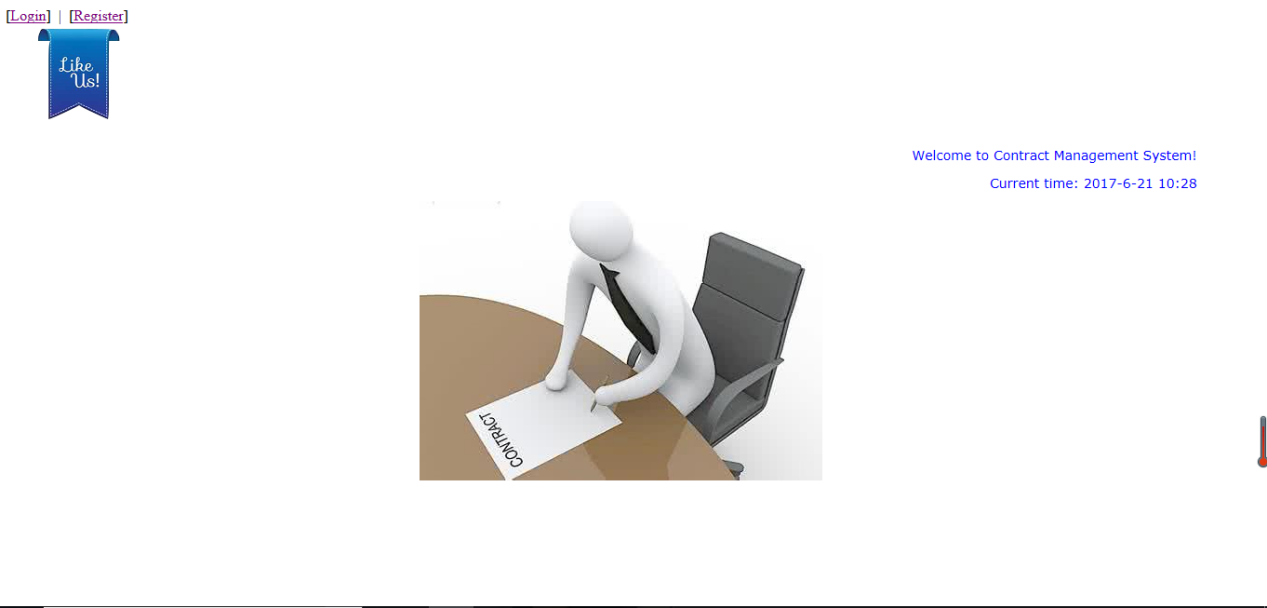 [Login] | [Register]
Like
Us!
Welcome to Contract Management System!
Current time: 2017-6-21 10:28
CONTRACT